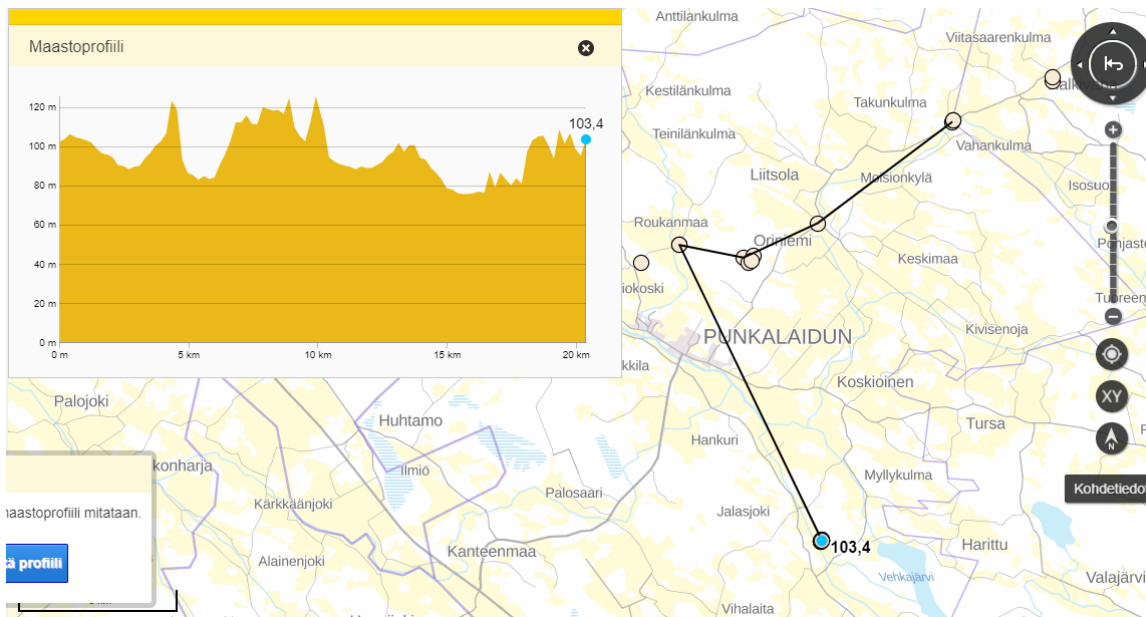 Maastoprofiili
120 m
100 m
80 m
60 m
40 m
20 m
0 m
0 m
5 km
10 km
15 km
20 km
103,4
Anttilänkulma
Viitasaarenkulma
Kestilänkulma
Takunkulma
Teinilänkulma
Vahankulma
Liitsola
Moisionkylä
Isosuo
Roukanmaa
Oriniemi
Keskimaa
PUNKALAIDUN
Kivisenoja
Koskioinen
Palojoki
Huhtamo
Tursa
Hankuri
Ilmiö
Myllykulma
XY
N
Kohdetiedot
Palosaari
Kärkkäänjoki
Jalasjoki
maastoprofiili mitataan.
103,4
Harittu
Kanteenmaa
Alainenjoki
profiili
Vehkajärvi
Valajärvi
Vihalaita